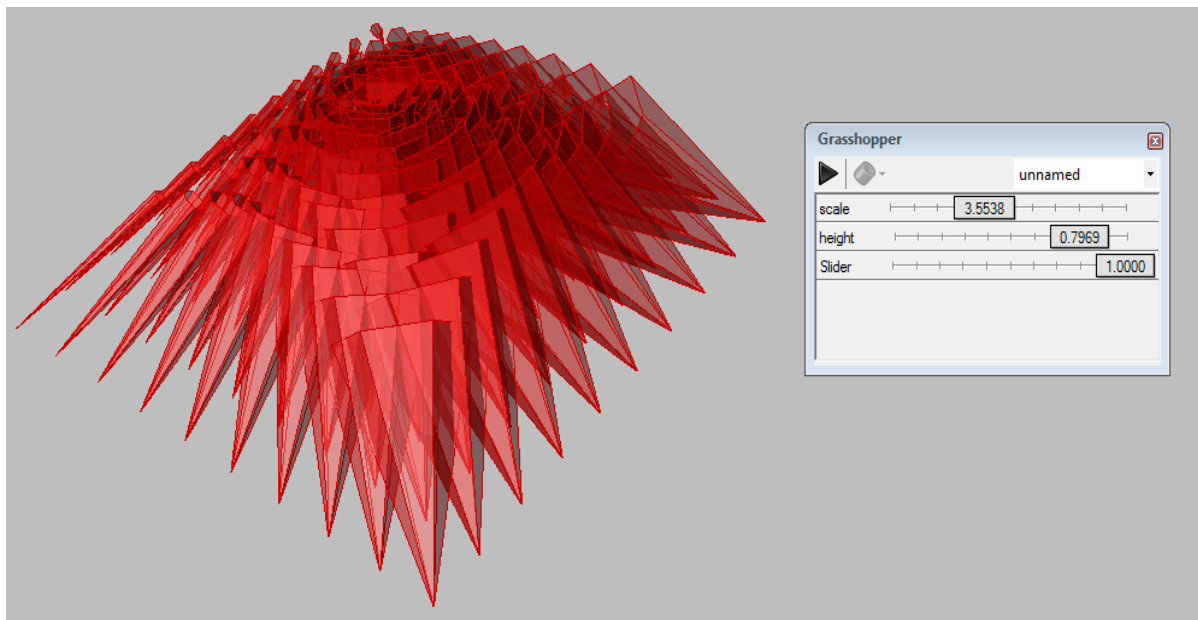 Grasshopper
unnamed
scale 3.5538
height 0.7969
Slider 1.0000